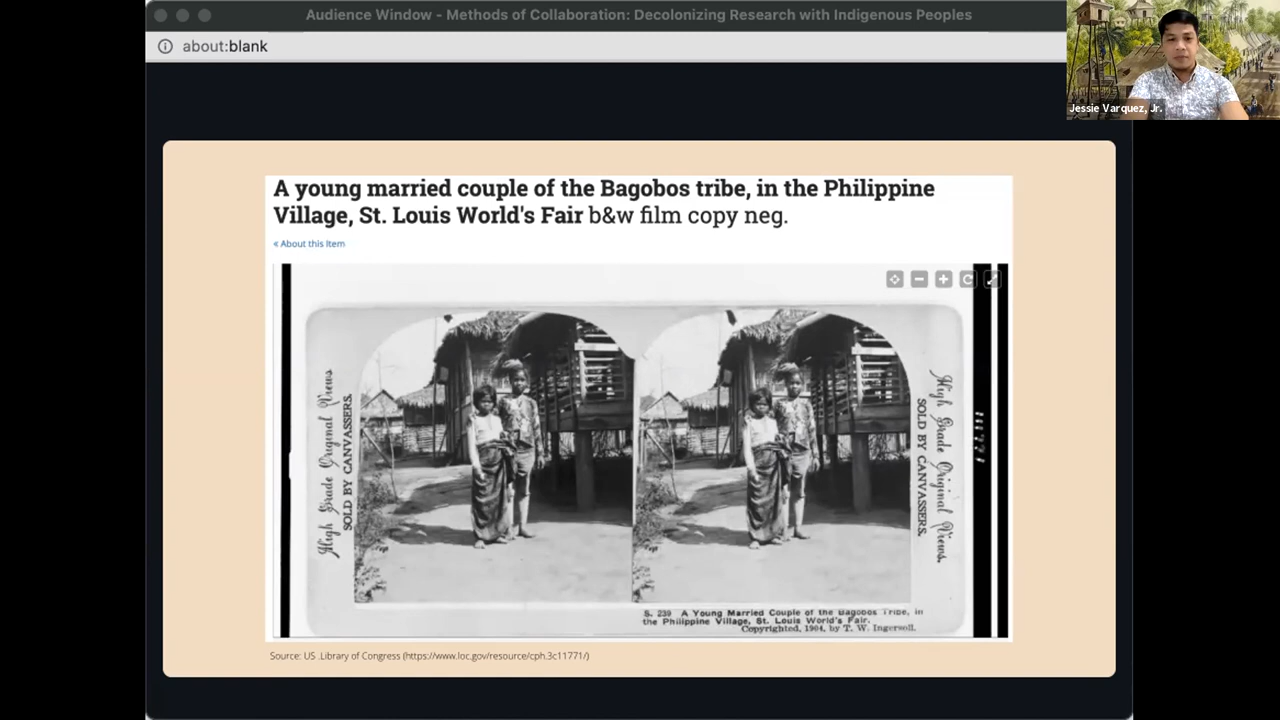 Audience Window - Methods of Collaboration: Decolonizing Research with Indigenous Peoples
about:blank
Jessie Varquez, Jr.
A young married couple of the Bagobos tribe, in the Philippine
Village, St. Louis World's Fair b&w film copy neg.
« About this Item
High Grade Original Views
SOLD BY CANVASSERS.
High Grade Original Views.
SOLD BY CANVASSERS.
S. 239 A Young Married Couple of the Bagobos Tribe, in
the Philippine Village, St. Louis World's Fair.
Copyrighted, 1904, by T. W. Ingersoll.
Source: US .Library of Congress (https://www.loc.gov/resource/cph.3c11771/)